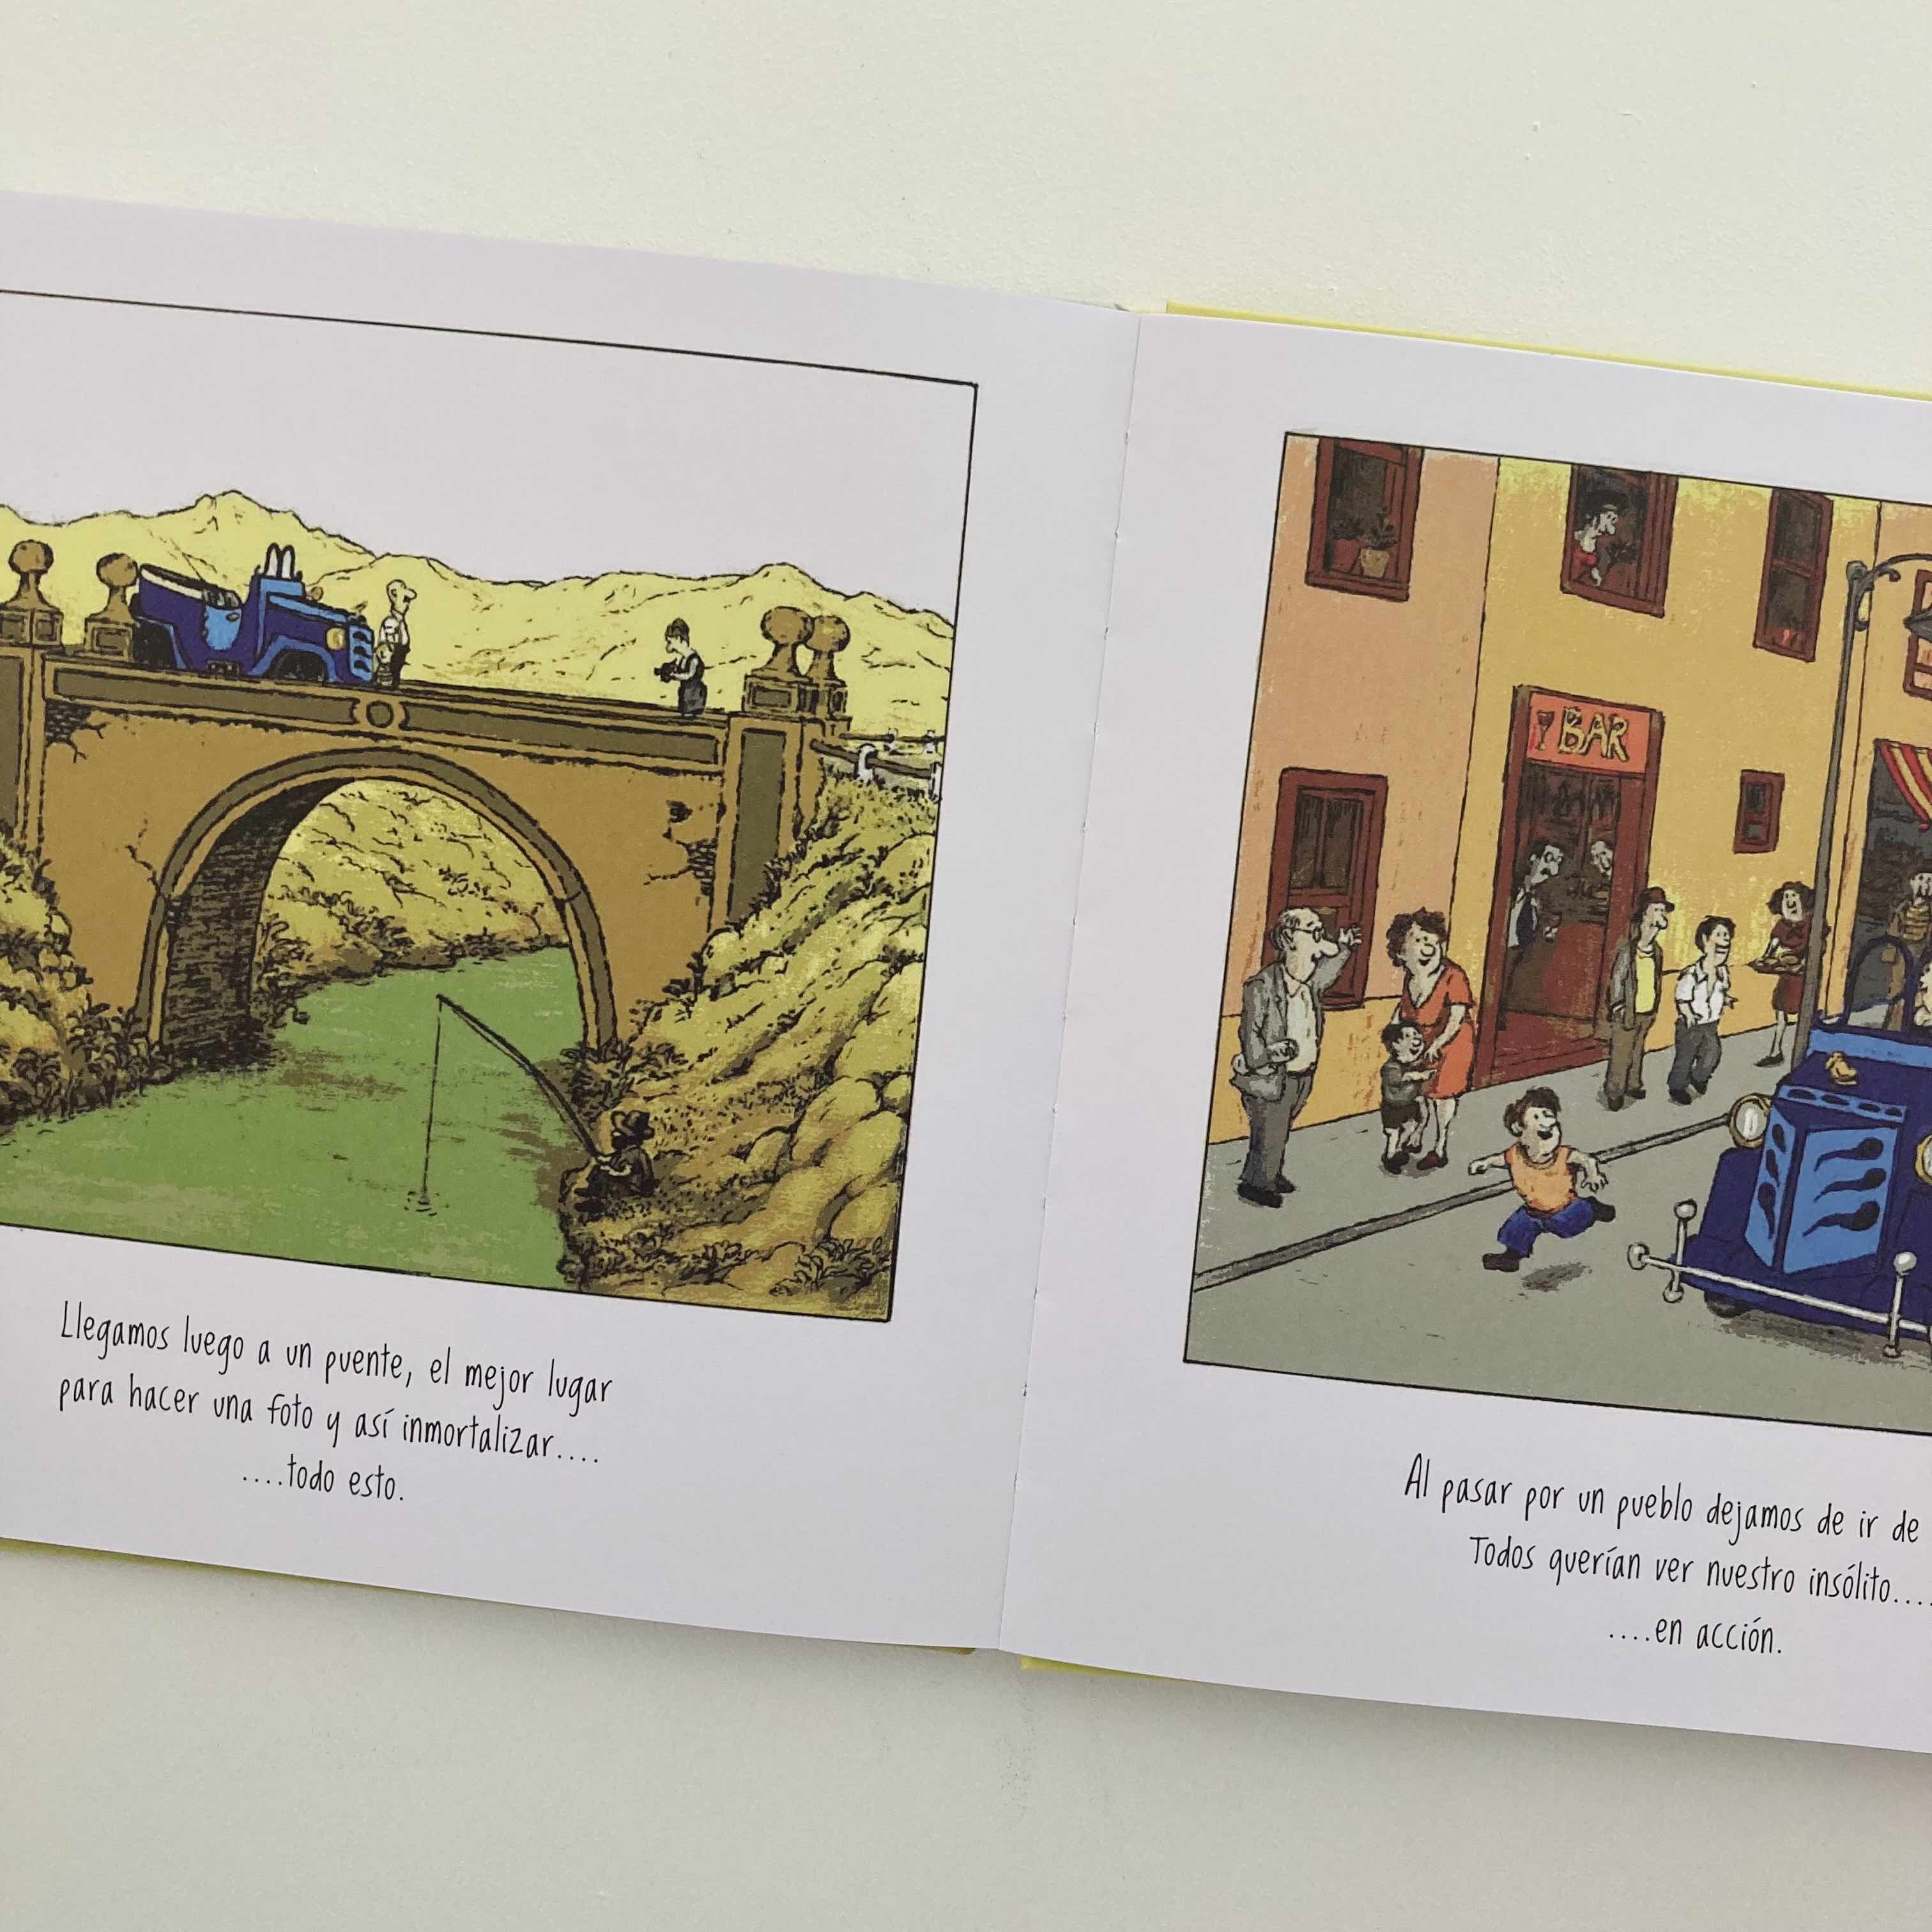 Llegamos luego a un puente, el mejor lugar
para hacer una foto y así inmortalizar....
....todo esto.
BAR
Al pasar por un pueblo dejamos de ir de
Todos querían ver nuestro insólito....
....en acción.